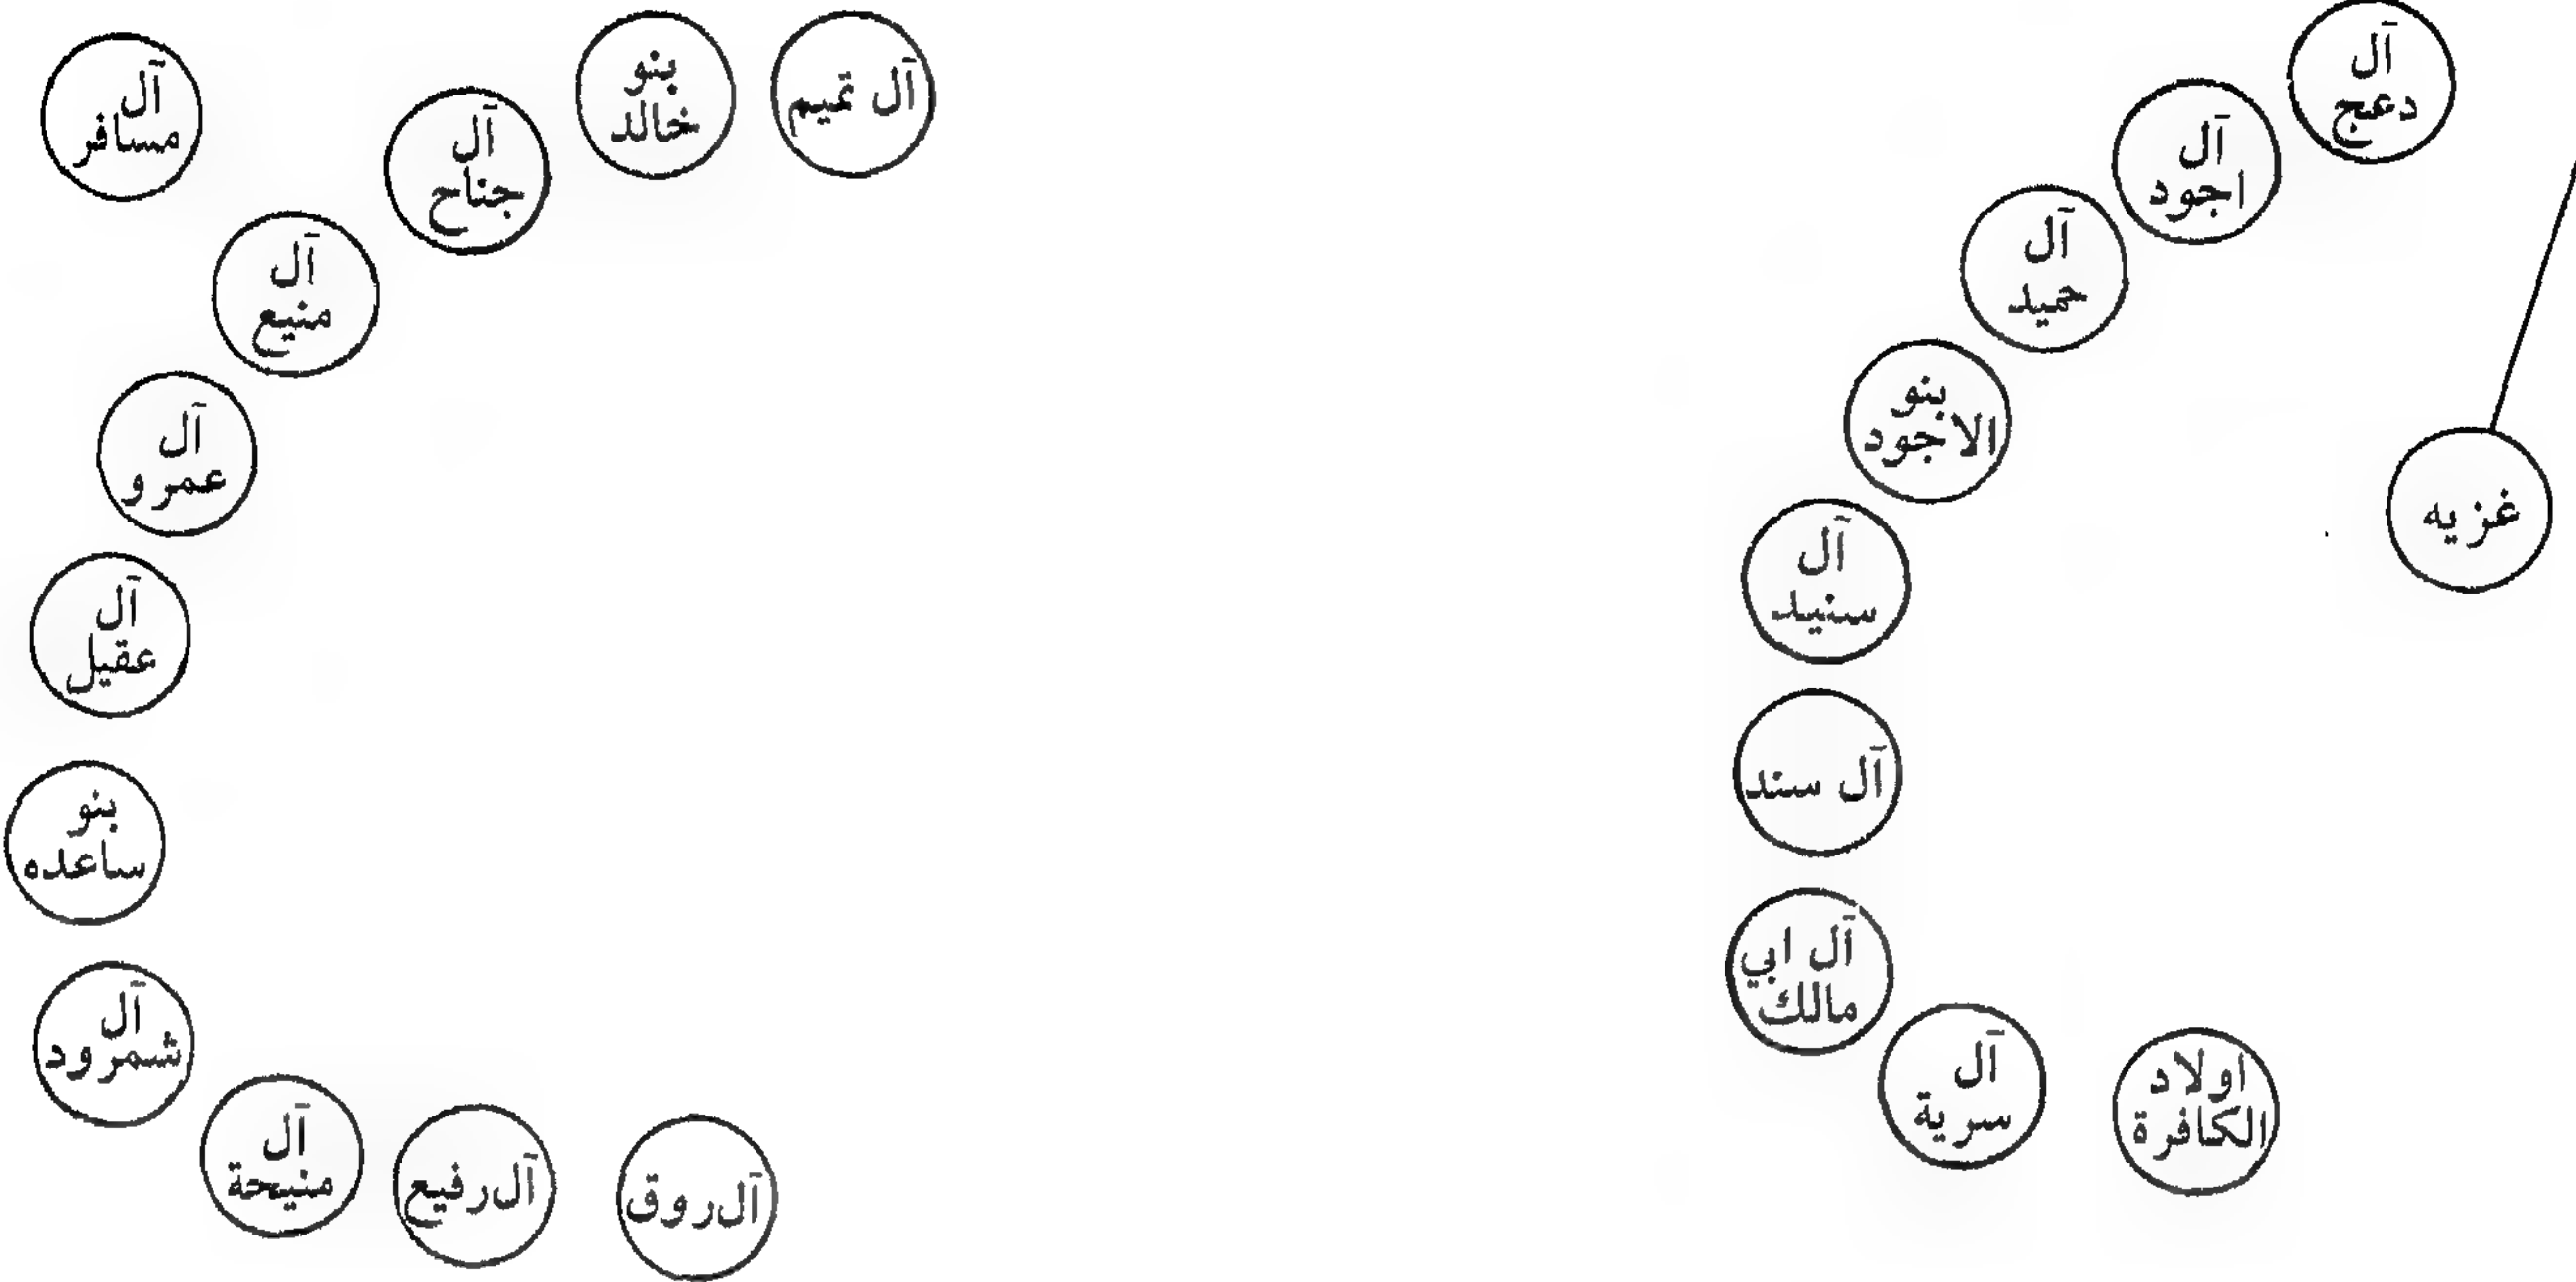 آل
دعج
آل
اجود
آل
حميد
بنو
الاجود
آل
سنيد
آل سند
آل ابي
مالك
آل
سرية
اولاد
الكافرة
غزيه
آل تميم
بنو
خالد
آل
جناح
آل
مسافر
آل
منيع
آل
عمرو
آل
عقيل
بنو
ساعده
آل
شمرود
آل
منيحة
آل رفيع
آل روق